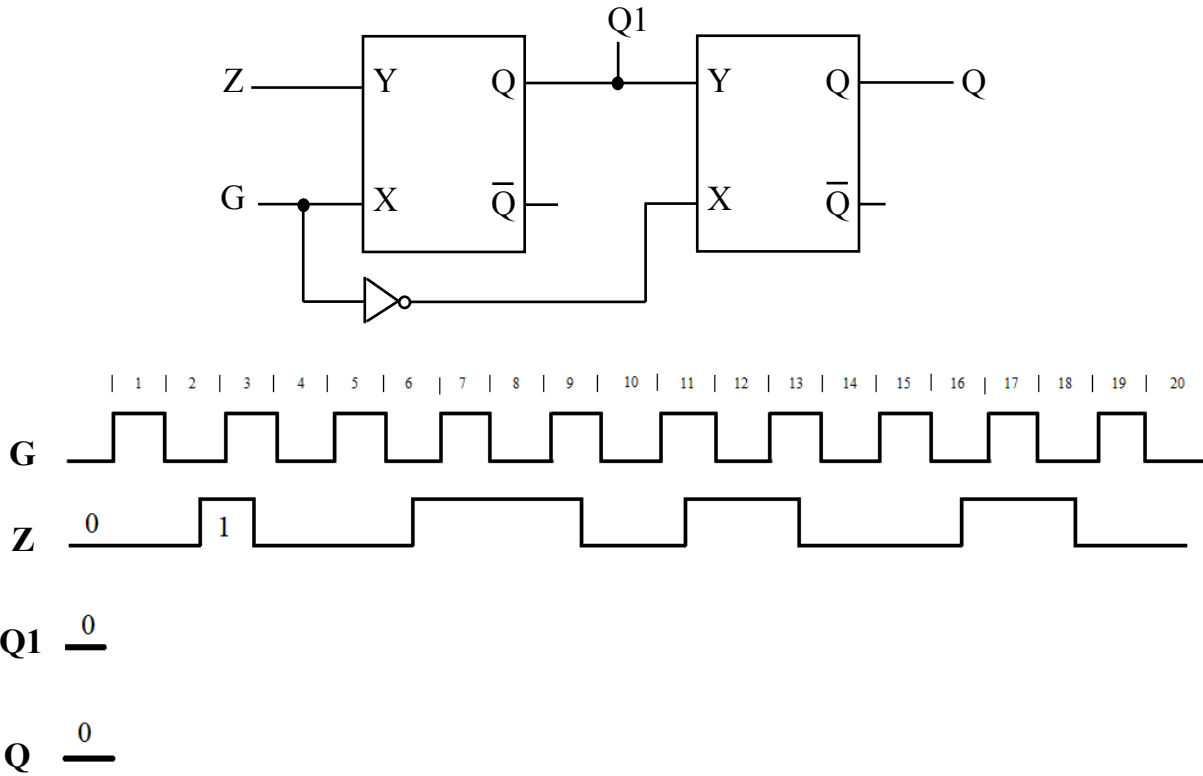 Q1
Z Y Q Y Q Q
G X Q̅ X Q̅
| 1 | 2 | 3 | 4 | 5 | 6 | 7 | 8 | 9 | 10 | 11 | 12 | 13 | 14 | 15 | 16 | 17 | 18 | 19 | 20
G
Z 0 1
Q1 0
Q 0